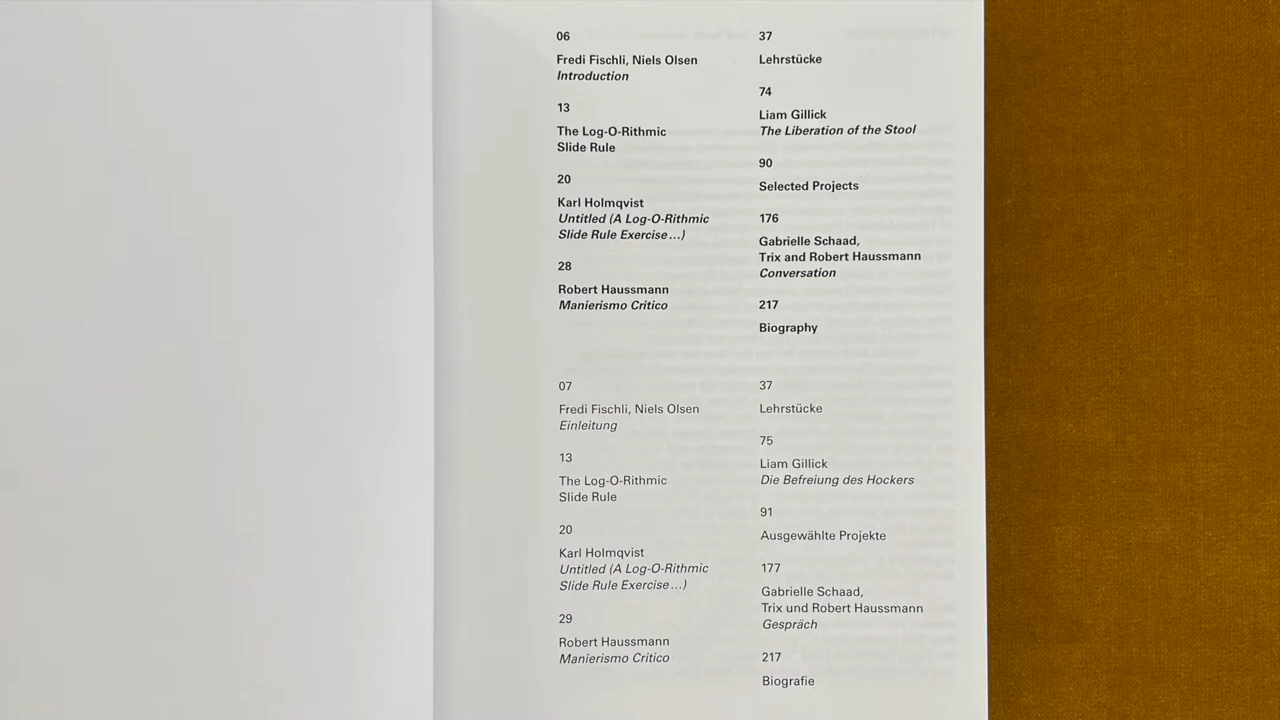 06
Fredi Fischli, Niels Olsen
Introduction
13
The Log-O-Rithmic
Slide Rule
20
Karl Holmqvist
Untitled (A Log-O-Rithmic
Slide Rule Exercise...)
28
Robert Haussmann
Manierismo Critico
37
Lehrstücke
74
Liam Gillick
The Liberation of the Stool
90
Selected Projects
176
Gabrielle Schaad,
Trix and Robert Haussmann
Conversation
217
Biography
07
Fredi Fischli, Niels Olsen
Einleitung
13
The Log-O-Rithmic
Slide Rule
20
Karl Holmqvist
Untitled (A Log-O-Rithmic
Slide Rule Exercise...)
29
Robert Haussmann
Manierismo Critico
37
Lehrstücke
75
Liam Gillick
Die Befreiung des Hockers
91
Ausgewählte Projekte
177
Gabrielle Schaad,
Trix und Robert Haussmann
Gespräch
217
Biografie